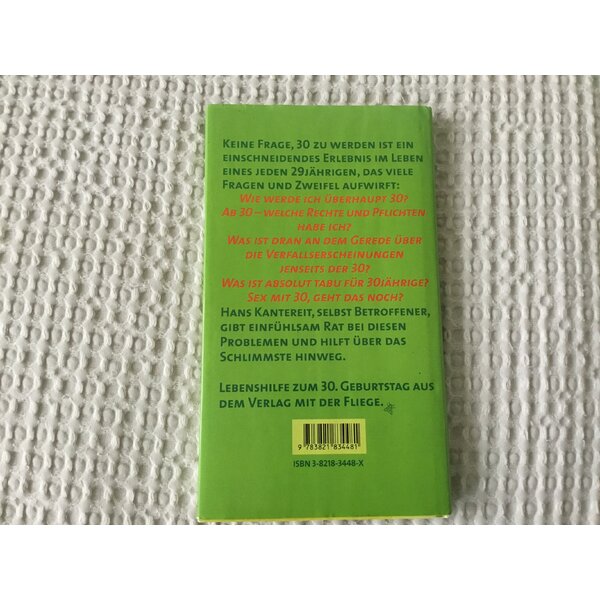 KEINE FRAGE, 30 ZU WERDEN IST EIN
EINSCHNEIDENDES ERLEBNIS IM LEBEN
EINES JEDEN 29JÄHRIGEN, DAS VIELE
FRAGEN UND ZWEIFEL AUFWIRFT:
WIE WERDE ICH ÜBERHAUPT 30?
AB 30 – WELCHE RECHTE UND PFLICHTEN
HABE ICH?
WAS IST DRAN AN DEM GEREDE ÜBER
DIE VERFALLSERSCHEINUNGEN
JENSEITS DER 30?
WAS IST ABSOLUT TABU FÜR 30JÄHRIGE?
SEX MIT 30, GEHT DAS NOCH?
HANS KANTEREIT, SELBST BETROFFENER,
GIBT EINFÜHLSAM RAT BEI DIESEN
PROBLEMEN UND HILFT ÜBER DAS
SCHLIMMSTE HINWEG.
LEBENSHILFE ZUM 30. GEBURTSTAG AUS
DEM VERLAG MIT DER FLIEGE.
9 783821 834481
ISBN 3-8218-3448-X